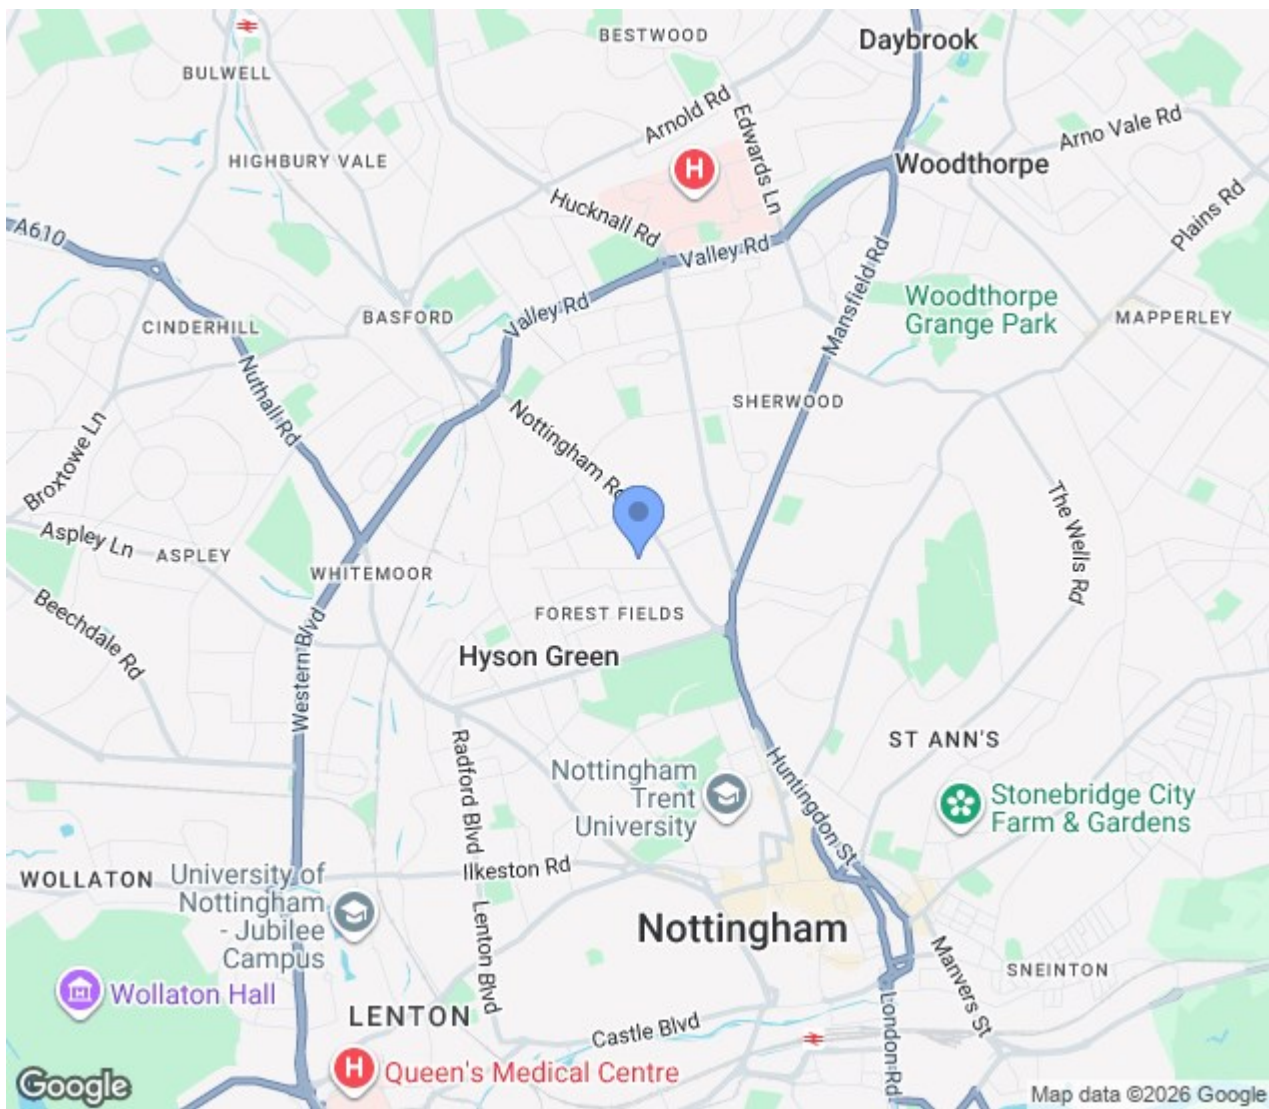 BESTWOOD
Daybrook
BULWELL
Arnold Rd
Edwards Ln
Arno Vale Rd
HIGHBURY VALE
Woodthorpe
Hucknall Rd
Plains Rd
A610
Valley Rd
Mansfield Rd
Woodthorpe
Grange Park
CINDERHILL
BASFORD
Valley Rd
MAPPERLEY
Nuthall Rd
SHERWOOD
Nottingham Rd
Broxtowe Ln
The Wells Rd
Aspley Ln
ASPLEY
WHITEMOOR
Beechdale Rd
FOREST FIELDS
Western Blvd
Hyson Green
ST ANN'S
Radford Blvd
Nottingham
Trent
University
Huntingdon St
Stonebridge City
Farm & Gardens
Ilkeston Rd
WOLLATON
University of
Nottingham
- Jubilee
Campus
Lenton Blvd
Nottingham
Manvers St
SNEINTON
Wollaton Hall
LENTON
Castle Blvd
London Rd
H
H
Queen's Medical Centre
Google
Map data ©2026 Google